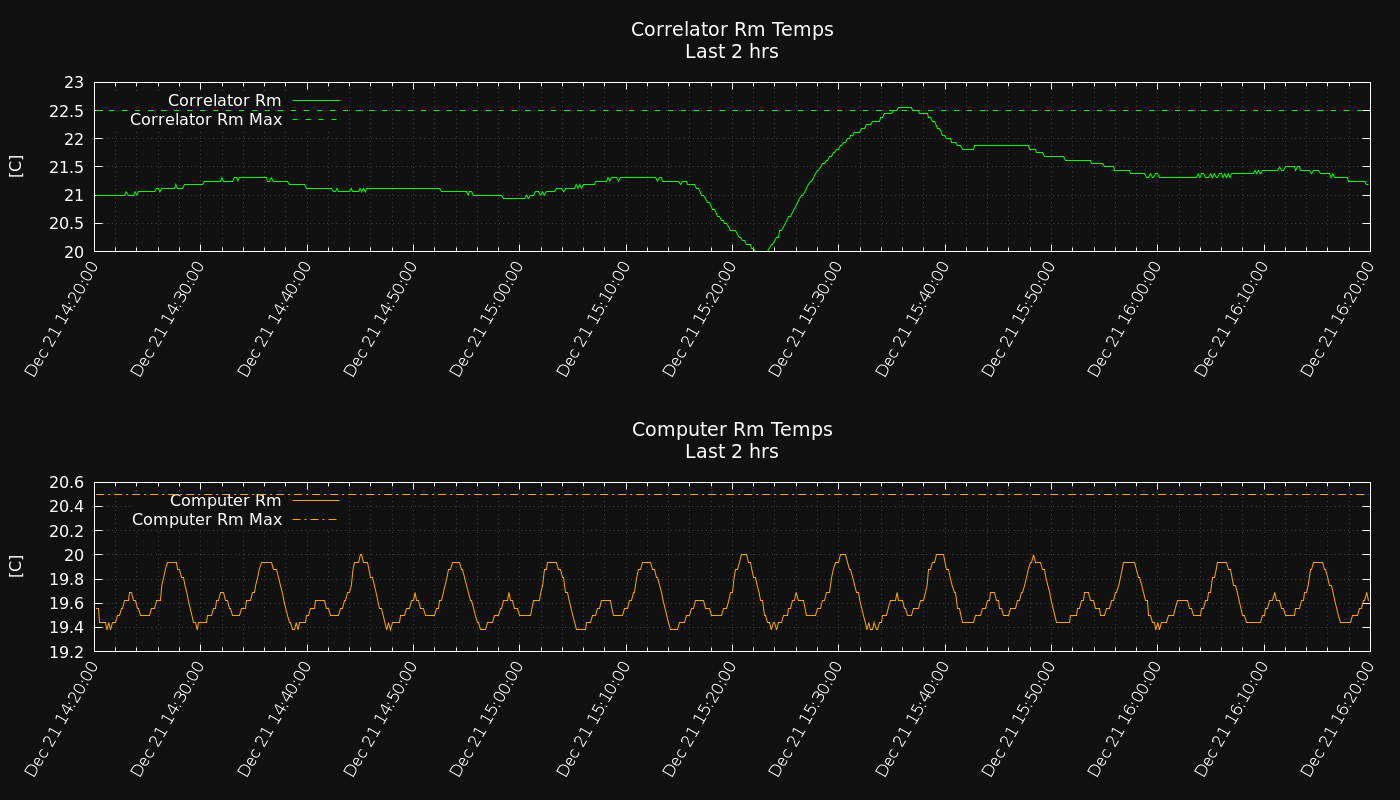 Correlator Rm Temps
Last 2 hrs
[C]
23
22.5
22
21.5
21
20.5
20
Correlator Rm
Correlator Rm Max
Dec 21 14:20:00
Dec 21 14:30:00
Dec 21 14:40:00
Dec 21 14:50:00
Dec 21 15:00:00
Dec 21 15:10:00
Dec 21 15:20:00
Dec 21 15:30:00
Dec 21 15:40:00
Dec 21 15:50:00
Dec 21 16:00:00
Dec 21 16:10:00
Dec 21 16:20:00
Computer Rm Temps
Last 2 hrs
[C]
20.6
20.4
20.2
20
19.8
19.6
19.4
19.2
Computer Rm
Computer Rm Max
Dec 21 14:20:00
Dec 21 14:30:00
Dec 21 14:40:00
Dec 21 14:50:00
Dec 21 15:00:00
Dec 21 15:10:00
Dec 21 15:20:00
Dec 21 15:30:00
Dec 21 15:40:00
Dec 21 15:50:00
Dec 21 16:00:00
Dec 21 16:10:00
Dec 21 16:20:00